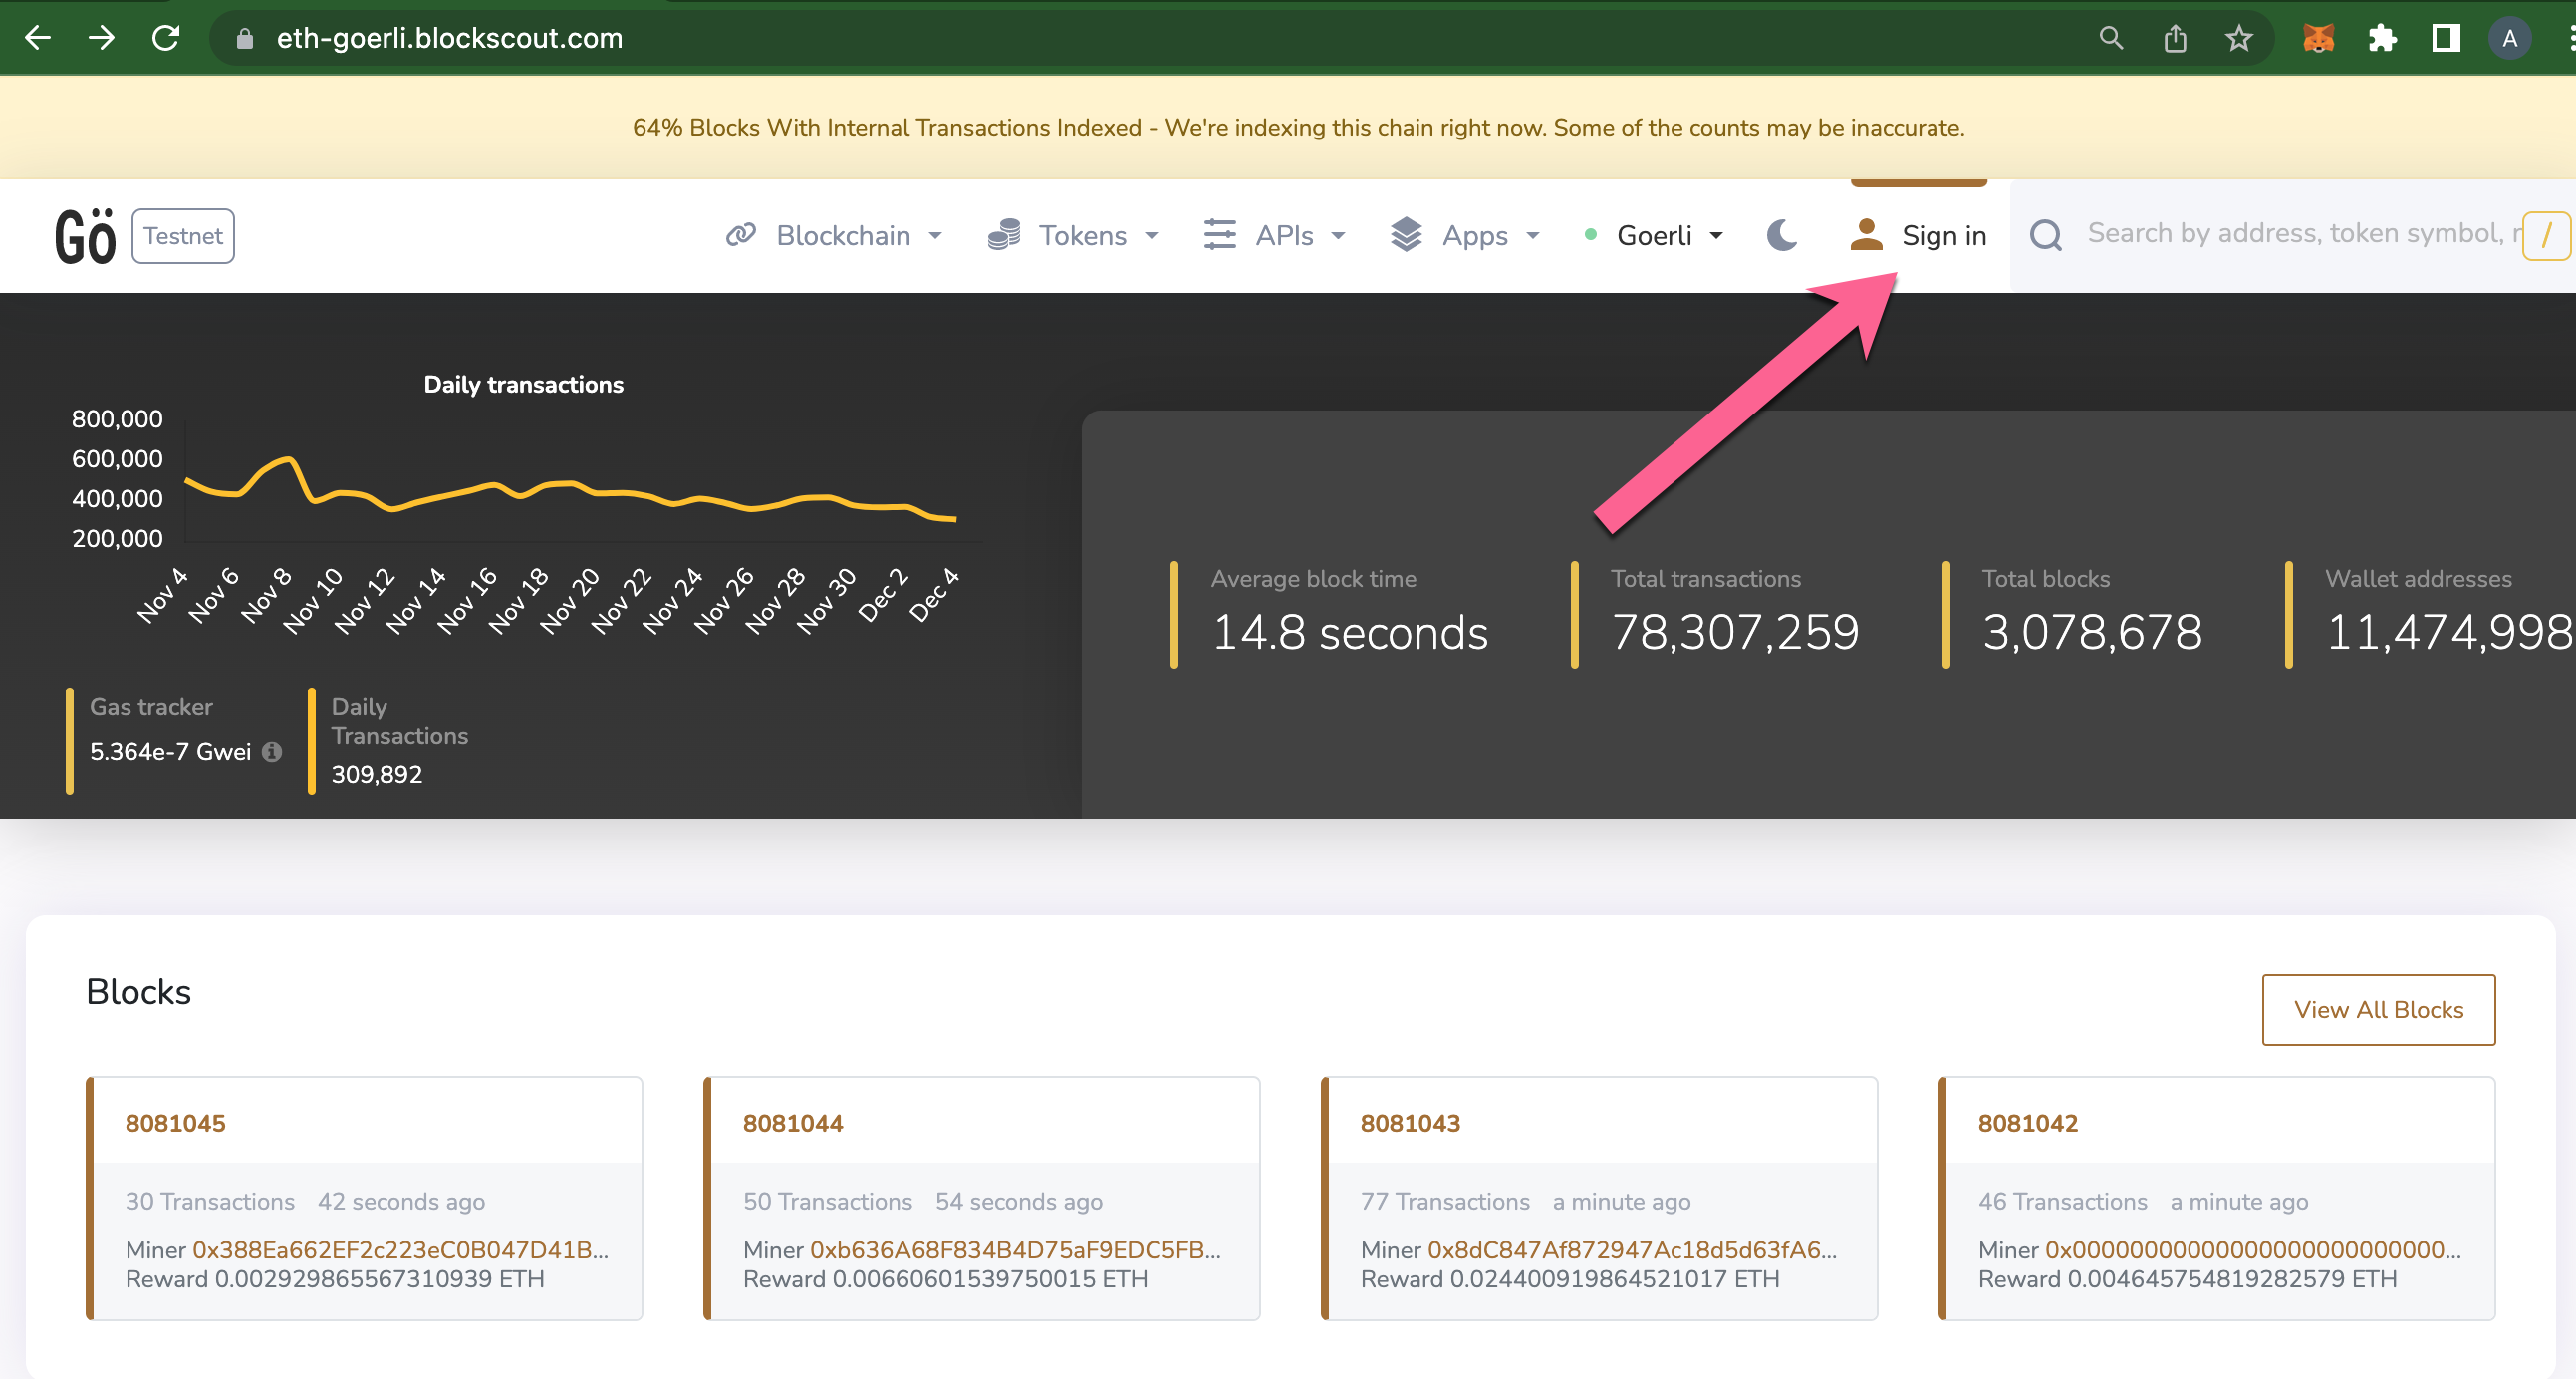 eth-goerli.blockscout.com
A
64% Blocks With Internal Transactions Indexed - We're indexing this chain right now. Some of the counts may be inaccurate.
Gö Testnet Blockchain Tokens APIs Apps Goerli Sign in Search by address, token symbol, r /
Daily transactions
800,000
600,000
400,000
200,000
Nov 4 Nov 6 Nov 8 Nov 10 Nov 12 Nov 14 Nov 16 Nov 18 Nov 20 Nov 22 Nov 24 Nov 26 Nov 28 Nov 30 Dec 2 Dec 4
Average block time
14.8 seconds
Total transactions
78,307,259
Total blocks
3,078,678
Wallet addresses
11,474,998
Gas tracker
5.364e-7 Gwei
Daily
Transactions
309,892
Blocks
View All Blocks
8081045
30 Transactions 42 seconds ago
Miner 0x388Ea662EF2c223eC0B047D41B...
Reward 0.002929865567310939 ETH
8081044
50 Transactions 54 seconds ago
Miner 0xb636A68F834B4D75aF9EDC5FB...
Reward 0.00660601539750015 ETH
8081043
77 Transactions a minute ago
Miner 0x8dC847Af872947Ac18d5d63fA6...
Reward 0.024400919864521017 ETH
8081042
46 Transactions a minute ago
Miner 0x0000000000000000000000000...
Reward 0.004645754819282579 ETH